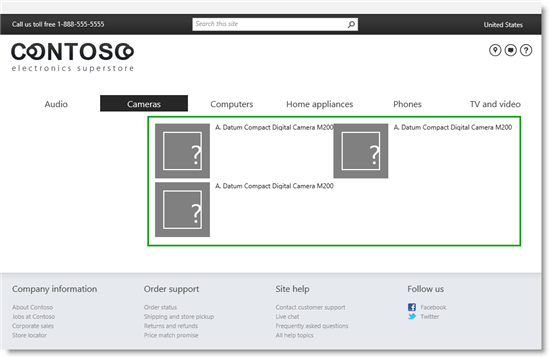 Call us toll free 1-888-555-5555
Search this site
United States
CONTOSO
electronics superstore
?
Audio
Cameras
Computers
Home appliances
Phones
TV and video
?
A. Datum Compact Digital Camera M200
?
A. Datum Compact Digital Camera M200
?
A. Datum Compact Digital Camera M200
Company information
Order support
Site help
Follow us
About Contoso
Order status
Contact customer support
Facebook
Jobs at Contoso
Shipping and store pickup
Live chat
Twitter
Corporate sales
Returns and refunds
Frequently asked questions
Store locator
Price match promise
All help topics